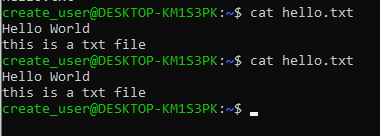 create_user@DESKTOP-KM1S3PK:~$ cat hello.txt
Hello World
this is a txt file
create_user@DESKTOP-KM1S3PK:~$ cat hello.txt
Hello World
this is a txt file
create_user@DESKTOP-KM1S3PK:~$